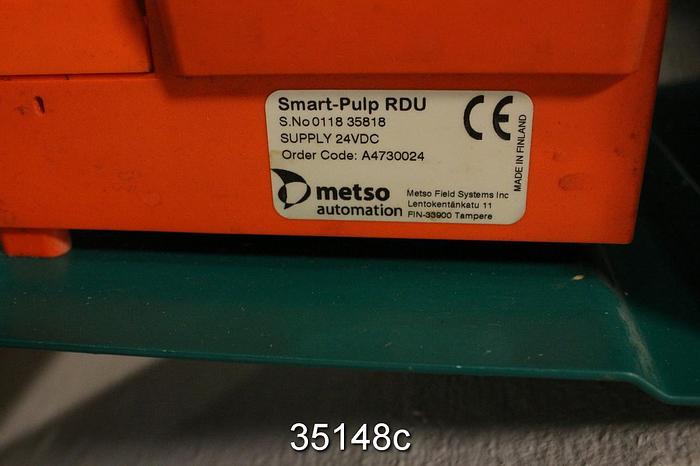 Smart-Pulp RDU
S.No 0118 35818
SUPPLY 24VDC
Order Code: A4730024
CE
MADE IN FINLAND
metso
automation
Metso Field Systems Inc
Lentokentänkatu 11
FIN-33900 Tampere
35148c